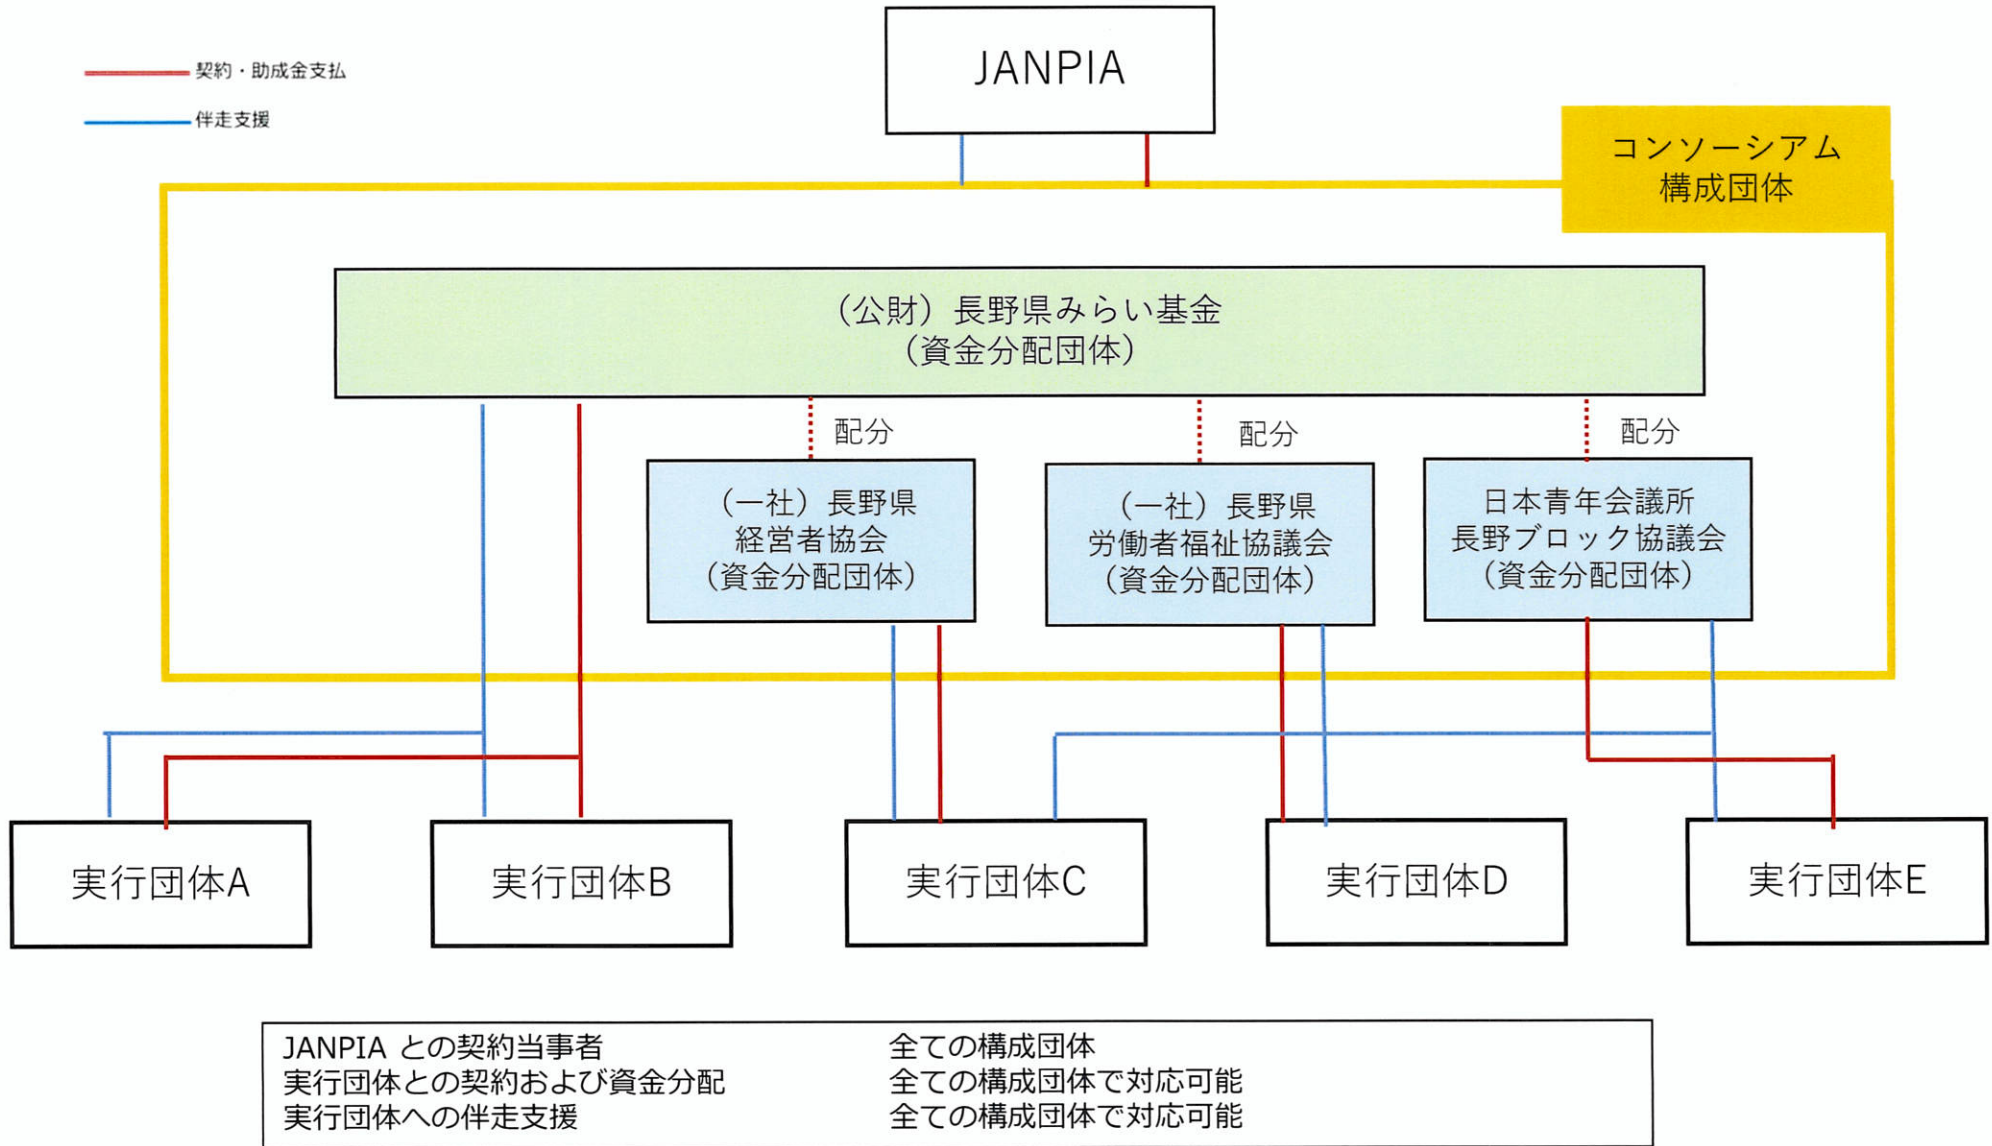 契約・助成金支払
伴走支援
JANPIA
コンソーシアム
構成団体
（公財）長野県みらい基金
（資金分配団体）
配分
配分
配分
（一社）長野県
経営者協会
（資金分配団体）
（一社）長野県
労働者福祉協議会
（資金分配団体）
日本青年会議所
長野ブロック協議会
（資金分配団体）
実行団体A
実行団体B
実行団体C
実行団体D
実行団体E
JANPIA との契約当事者 全ての構成団体
実行団体との契約および資金分配 全ての構成団体で対応可能
実行団体への伴走支援 全ての構成団体で対応可能